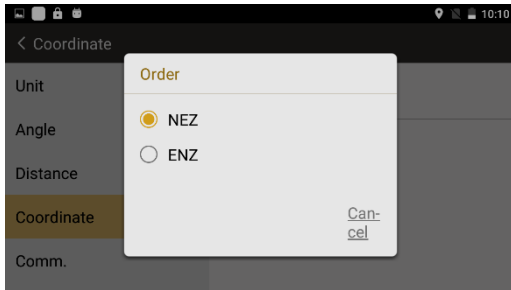 10:10
Coordinate
Unit
Angle
Distance
Coordinate
Comm.
Order
NEZ
ENZ
Can-
cel